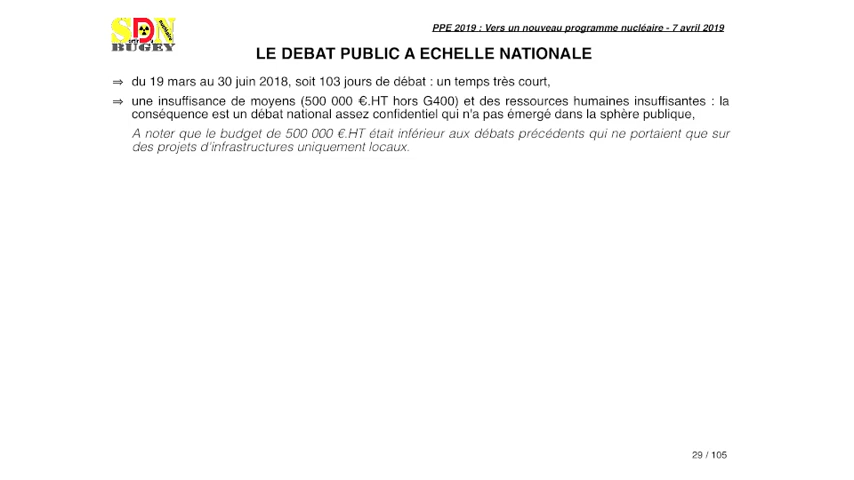 SDN
nucléaire
BUGEY
PPE 2019 : Vers un nouveau programme nucléaire - 7 avril 2019
LE DEBAT PUBLIC A ECHELLE NATIONALE
⇒ du 19 mars au 30 juin 2018, soit 103 jours de débat : un temps très court,
⇒ une insuffisance de moyens (500 000 €.HT hors G400) et des ressources humaines insuffisantes : la
conséquence est un débat national assez confidentiel qui n'a pas émergé dans la sphère publique,
A noter que le budget de 500 000 €.HT était inférieur aux débats précédents qui ne portaient que sur
des projets d'infrastructures uniquement locaux.
29 / 105